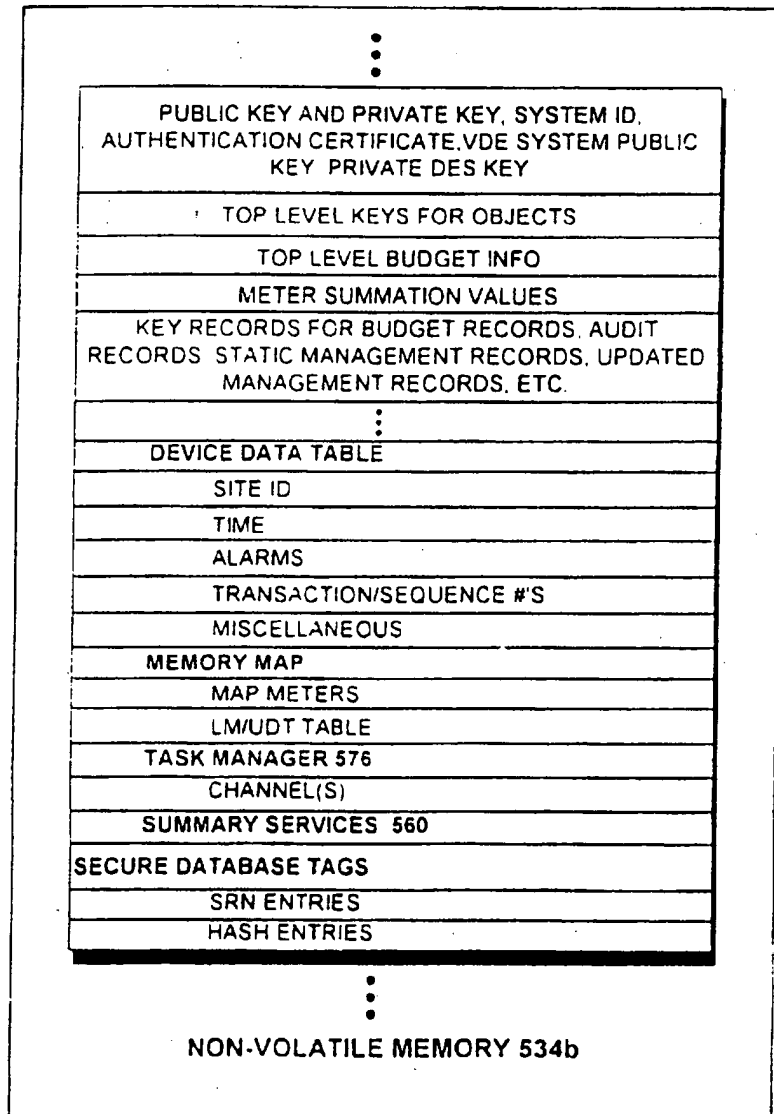 PUBLIC KEY AND PRIVATE KEY, SYSTEM ID,
AUTHENTICATION CERTIFICATE,VDE SYSTEM PUBLIC
KEY PRIVATE DES KEY
TOP LEVEL KEYS FOR OBJECTS
TOP LEVEL BUDGET INFO
METER SUMMATION VALUES
KEY RECORDS FOR BUDGET RECORDS, AUDIT
RECORDS STATIC MANAGEMENT RECORDS, UPDATED
MANAGEMENT RECORDS, ETC.
DEVICE DATA TABLE
SITE ID
TIME
ALARMS
TRANSACTION/SEQUENCE #'S
MISCELLANEOUS
MEMORY MAP
MAP METERS
LM/UDT TABLE
TASK MANAGER 576
CHANNEL(S)
SUMMARY SERVICES 560
SECURE DATABASE TAGS
SRN ENTRIES
HASH ENTRIES
NON-VOLATILE MEMORY 534b